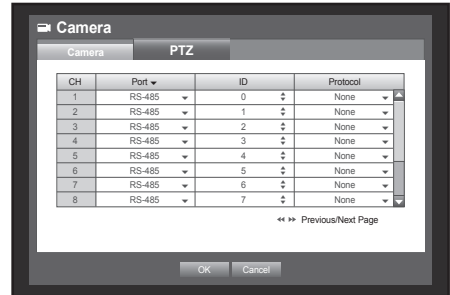 Camera
Camera PTZ
CH Port ID Protocol
1 RS-485 0 None
2 RS-485 1 None
3 RS-485 2 None
4 RS-485 3 None
5 RS-485 4 None
6 RS-485 5 None
7 RS-485 6 None
8 RS-485 7 None
Previous/Next Page
OK Cancel